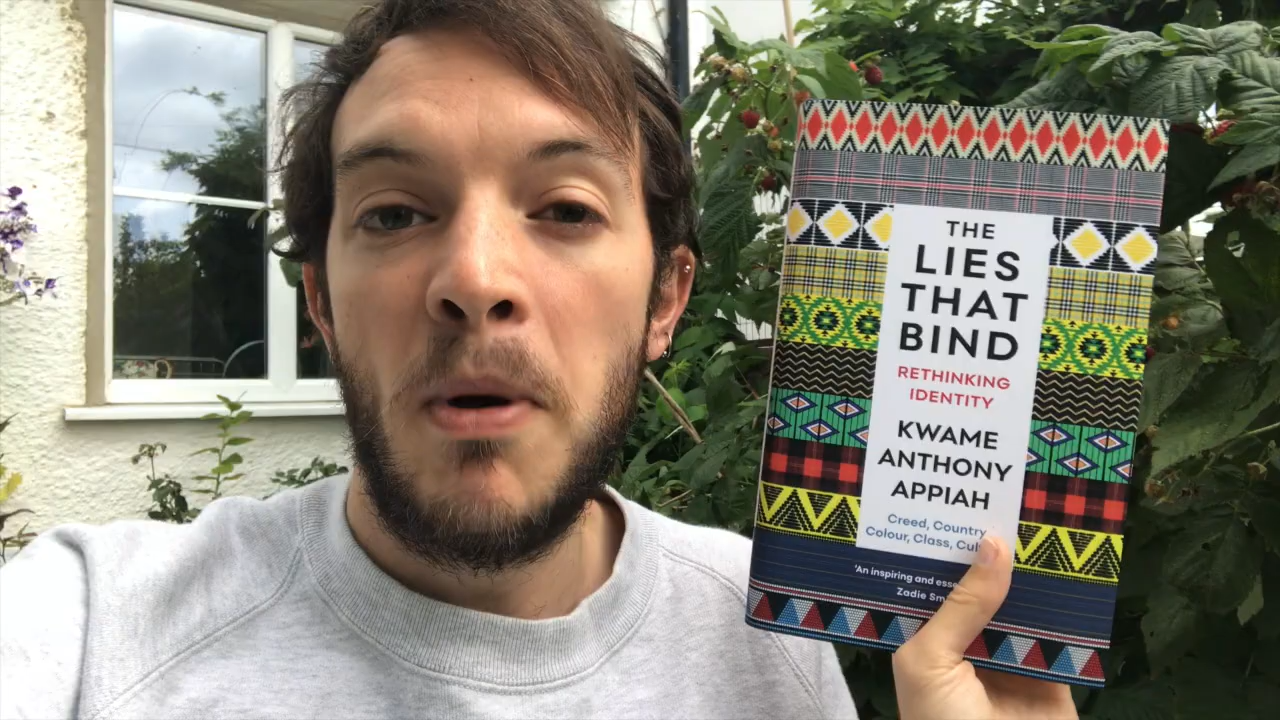 THE
LIES
THAT
BIND
RETHINKING
IDENTITY
KWAME
ANTHONY
APPIAH
Creed, Country,
Colour, Class,
'An inspiring and
Zadie